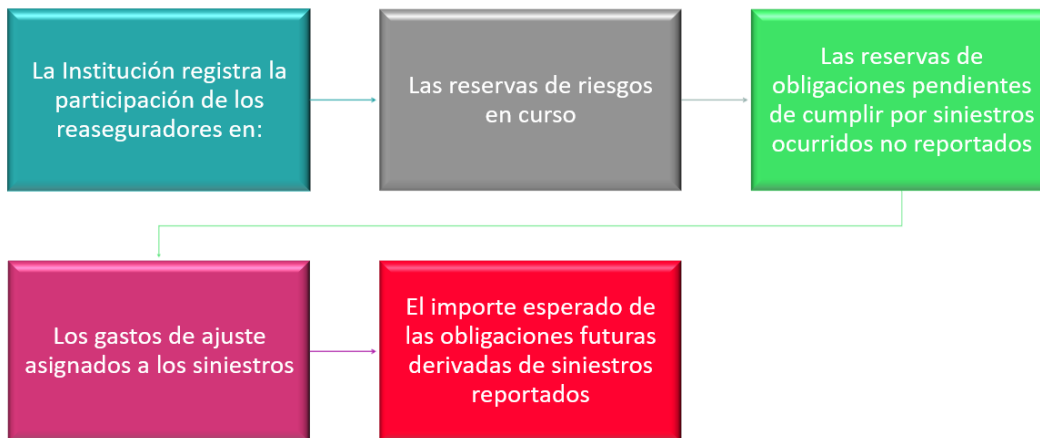 La Institución registra la
participación de los
reaseguradores en:
Las reservas de riesgos
en curso
Las reservas de
obligaciones pendientes
de cumplir por siniestros
ocurridos no reportados
Los gastos de ajuste
asignados a los siniestros
El importe esperado de
las obligaciones futuras
derivadas de siniestros
reportados